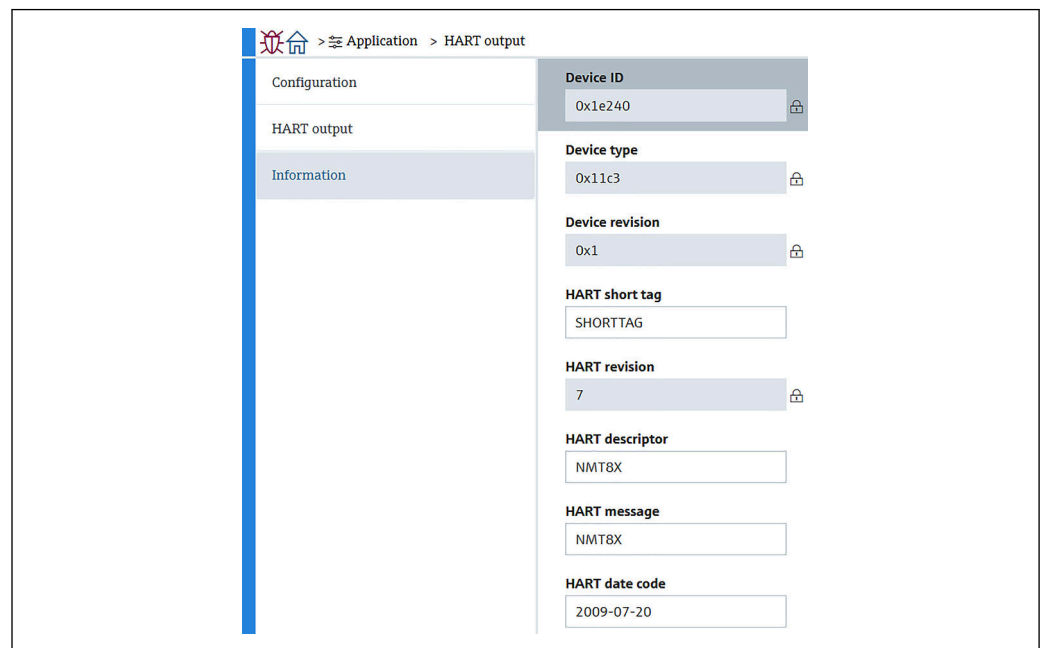 > Application > HART output
Configuration
HART output
Information
Device ID
0x1e240
Device type
0x11c3
Device revision
0x1
HART short tag
SHORTTAG
HART revision
7
HART descriptor
NMT8X
HART message
NMT8X
HART date code
2009-07-20